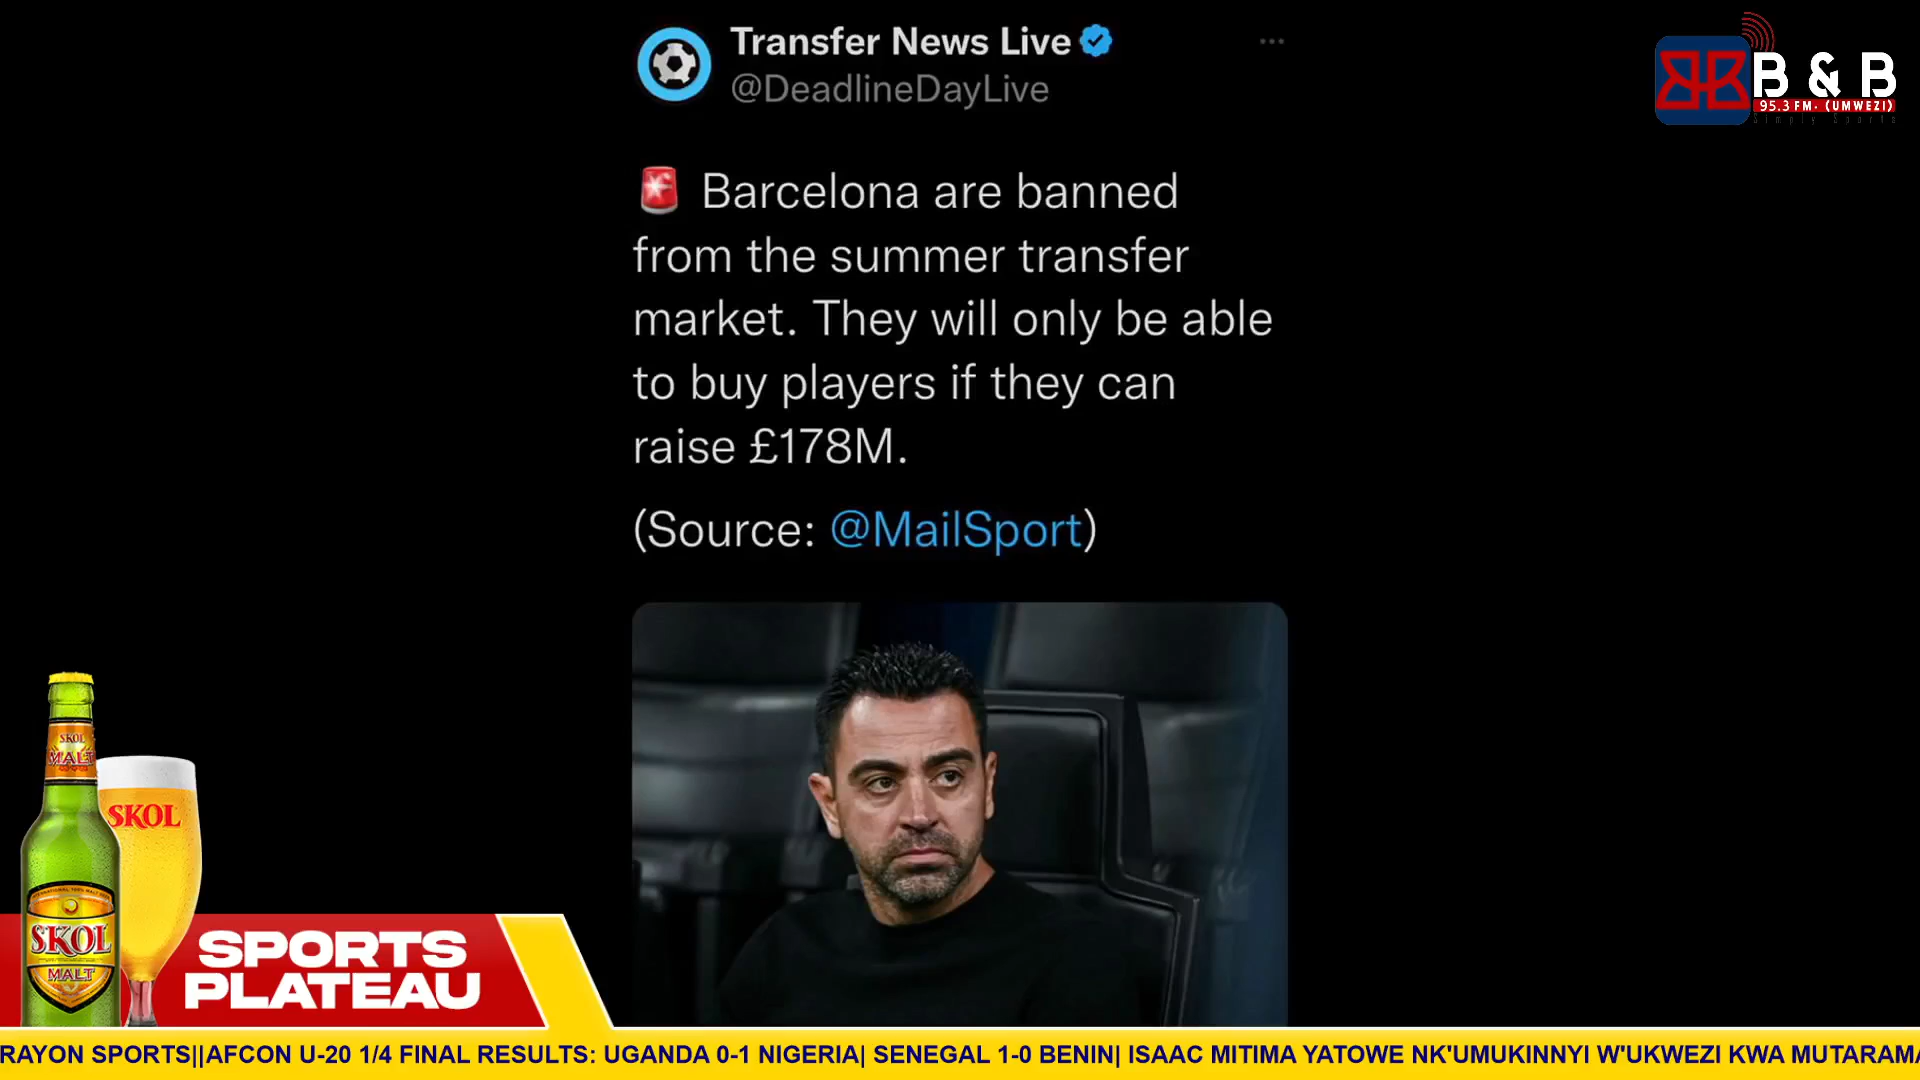 Transfer News Live
@DeadlineDayLive
B & B
95.3 FM- (UMWEZI)
Simply Sports
Barcelona are banned
from the summer transfer
market. They will only be able
to buy players if they can
raise £178M.
(Source: @MailSport)
SKOL
MALT
SKOL
SKOL
MALT
SPORTS
PLATEAU
RAYON SPORTS||AFCON U-20 1/4 FINAL RESULTS: UGANDA 0-1 NIGERIA| SENEGAL 1-0 BENIN| ISAAC MITIMA YATOWE NK'UMUKINNYI W'UKWEZI KWA MUTARAMA